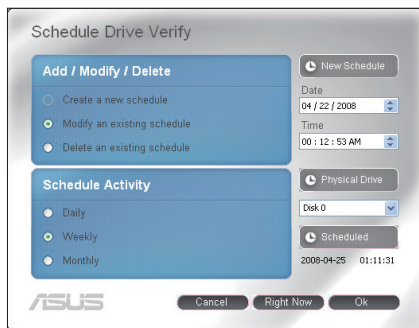 Schedule Drive Verify
Add / Modify / Delete
Create a new schedule
Modify an existing schedule
Delete an existing schedule
Schedule Activity
Daily
Weekly
Monthly
New Schedule
Date
04 / 22 / 2008
Time
00 : 12 : 53 AM
Physical Drive
Disk 0
Scheduled
2008-04-25 01:11:31
ASUS
Cancel
Right Now
Ok